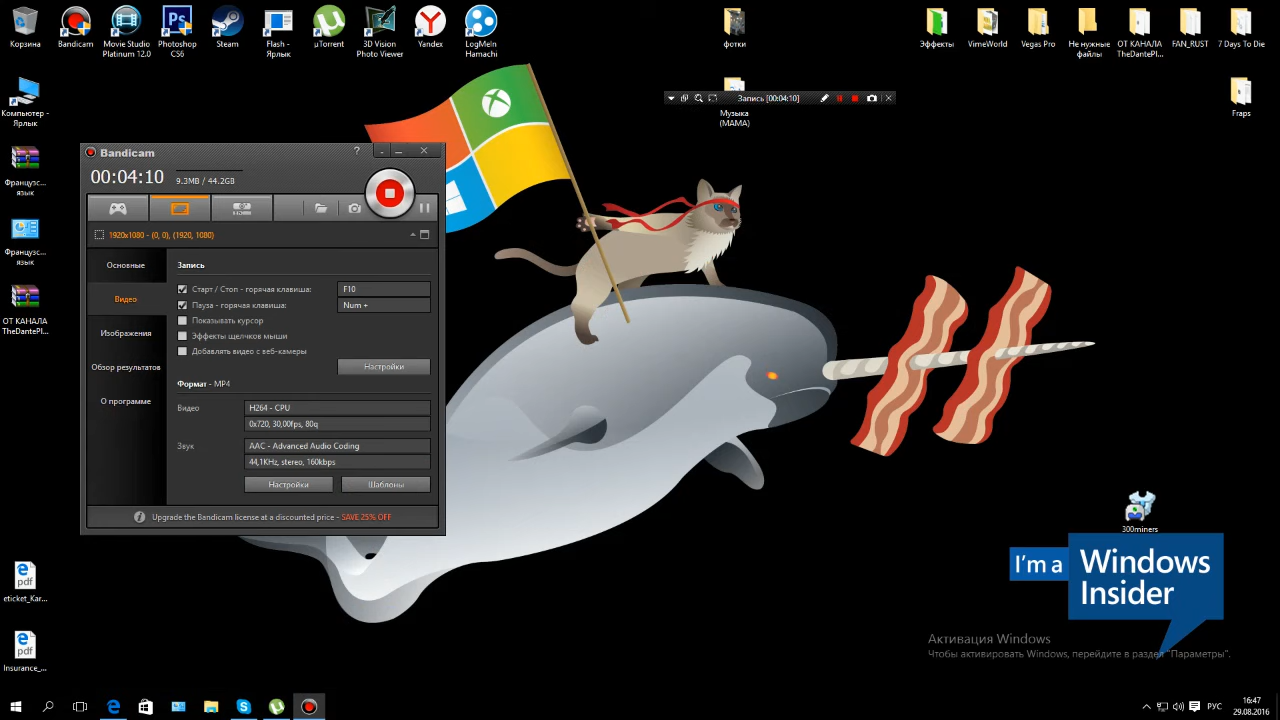 Корзина
Bandicam
Movie Studio
Platinum 12.0
Photoshop
CS6
Steam
Flash -
Ярлык
µTorrent
3D Vision
Photo Viewer
Yandex
LogMeIn
Hamachi
фотки
Эффекты
VimeWorld
Vegas Pro
Не нужные
файлы
ОТ КАНАЛА
TheDantePl...
FAN_RUST
7 Days To Die
Компьютер -
Ярлык
Запись [00:04:10]
Музыка
(МАМА)
Fraps
Французс...
язык
Французс...
язык
ОТ КАНАЛА
TheDantePl...
Bandicam
?
00:04:10
9.3MB / 44.2GB
HDMI
1920x1080 - (0, 0), (1920, 1080)
Основные
Видео
Изображения
Обзор результатов
О программе
Запись
Старт / Стоп - горячая клавиша:
F10
Пауза - горячая клавиша:
Num +
Показывать курсор
Эффекты щелчков мыши
Добавлять видео с веб-камеры
Настройки
Формат - MP4
Видео
H264 - CPU
0x720, 30,00fps, 80q
Звук
AAC - Advanced Audio Coding
44,1KHz, stereo, 160kbps
Настройки
Шаблоны
Upgrade the Bandicam license at a discounted price - SAVE 25% OFF
300miners
I'm a
Windows
Insider
pdf
eticket_Kar...
pdf
Insurance_...
Активация Windows
Чтобы активировать Windows, перейдите в раздел "Параметры".
РУС
16:47
29.08.2016